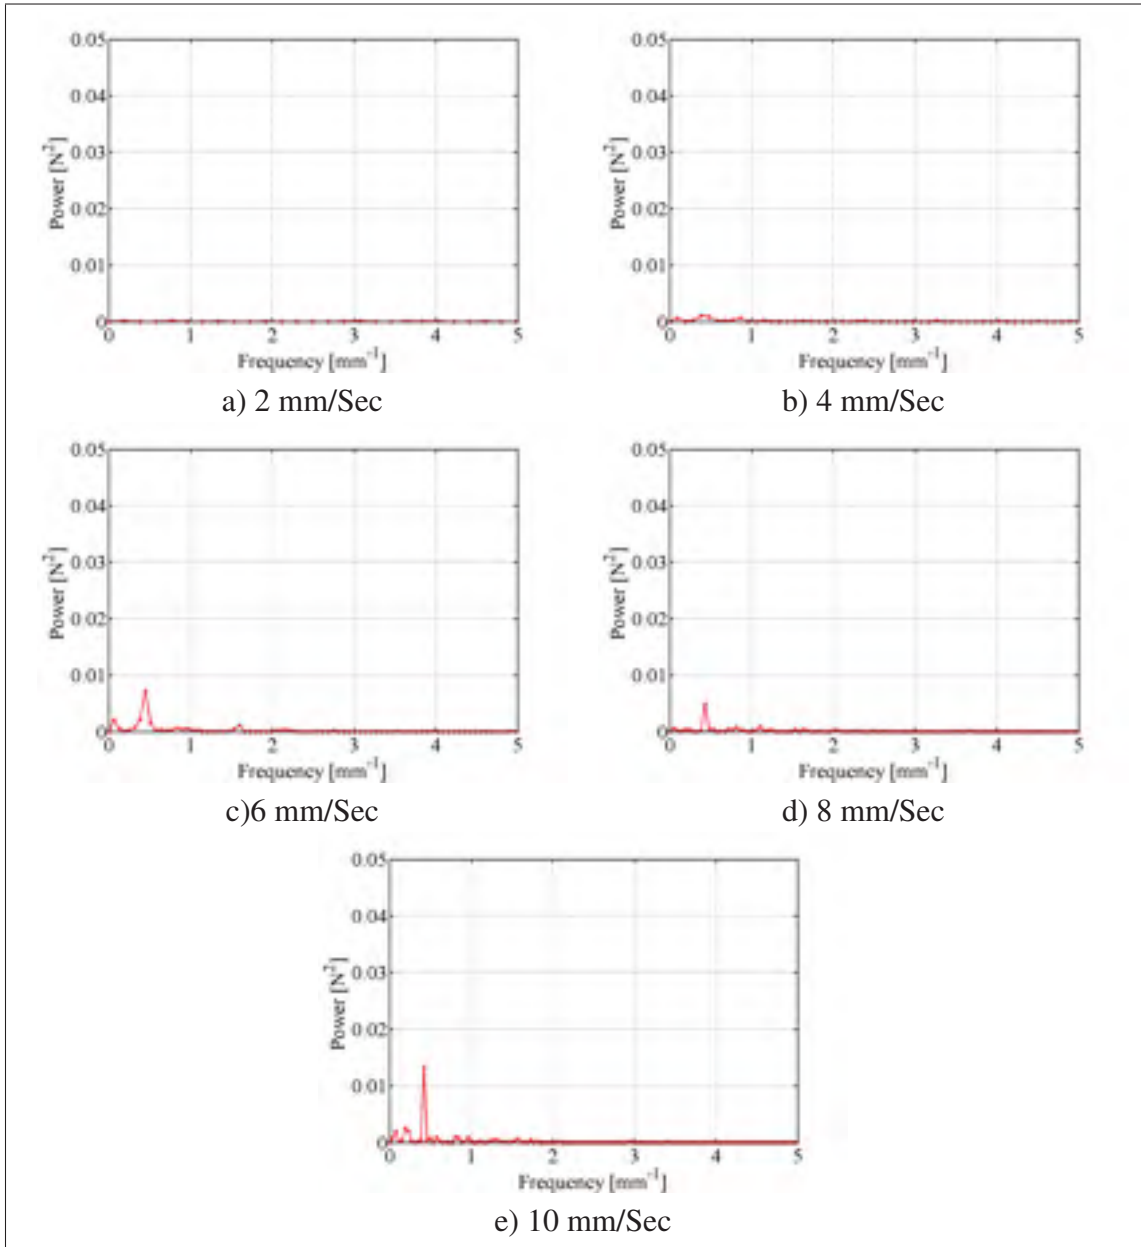 0.05 0.05
0.04 0.04
0.03 0.03
0.02 0.02
0.01 0.01
0 0
Power [N²] Power [N²]
0 1 2 3 4 5 0 1 2 3 4 5
Frequency [mm⁻¹] Frequency [mm⁻¹]
a) 2 mm/Sec b) 4 mm/Sec
0.05 0.05
0.04 0.04
0.03 0.03
0.02 0.02
0.01 0.01
0 0
Power [N²] Power [N²]
0 1 2 3 4 5 0 1 2 3 4 5
Frequency [mm⁻¹] Frequency [mm⁻¹]
c)6 mm/Sec d) 8 mm/Sec
0.05
0.04
0.03
0.02
0.01
0
Power [N²]
0 1 2 3 4 5
Frequency [mm⁻¹]
e) 10 mm/Sec